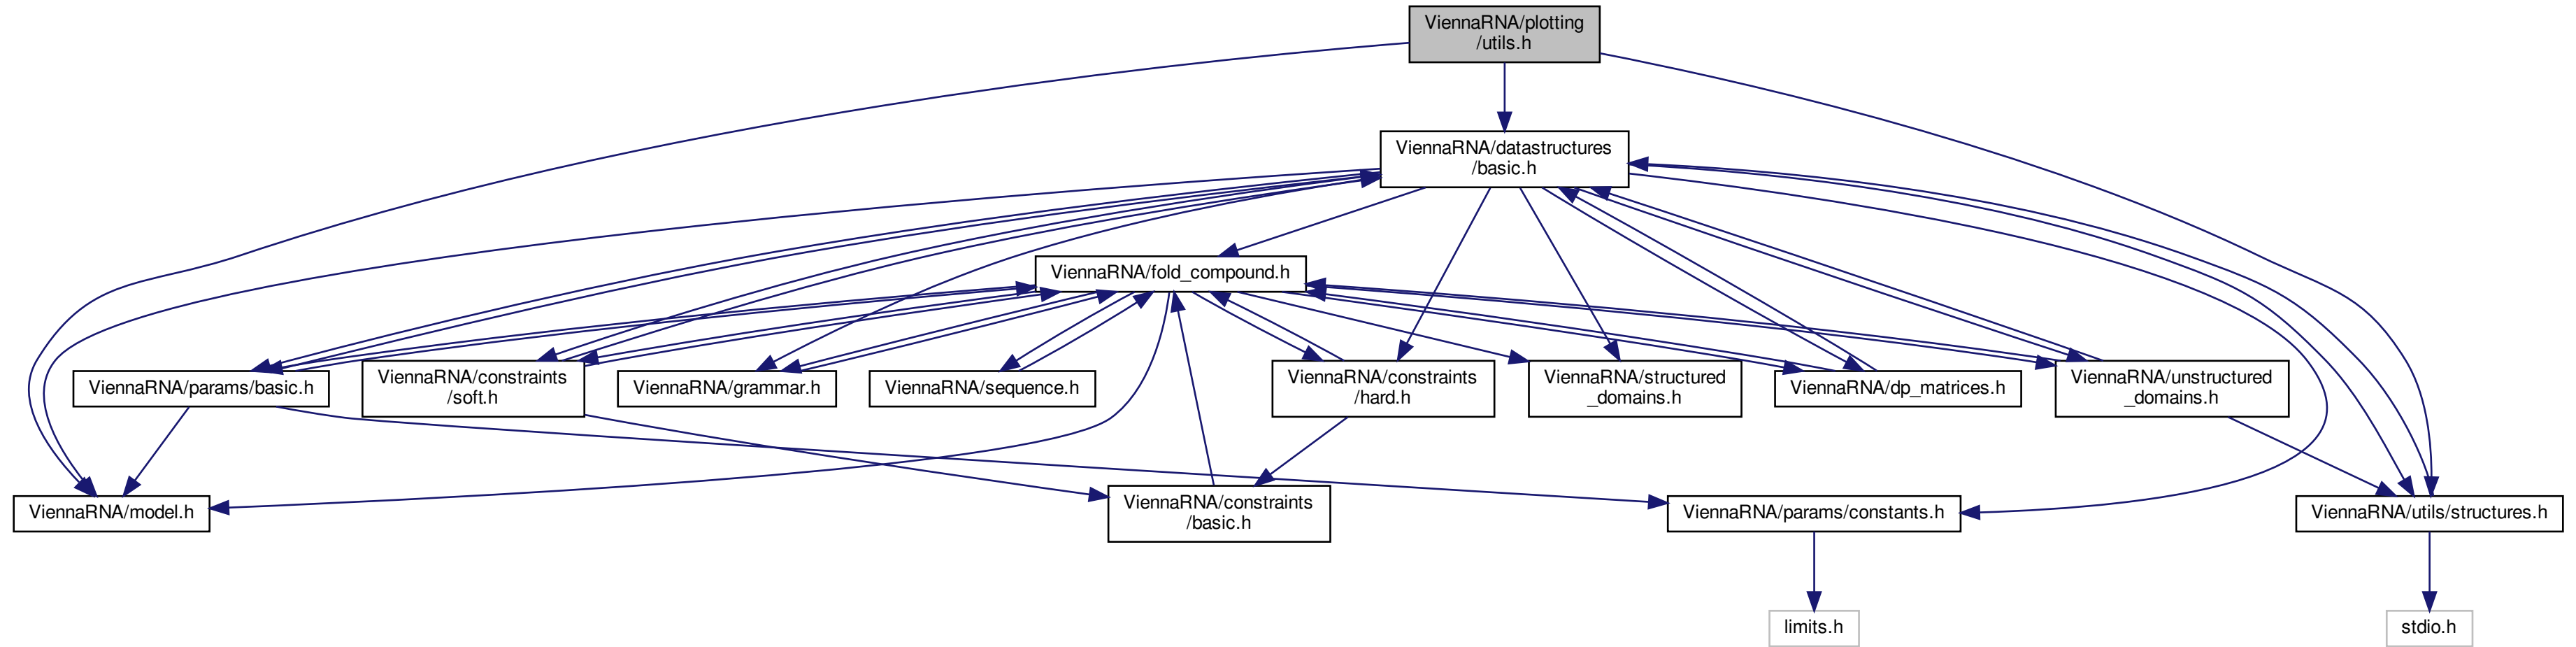 ViennaRNA/plotting
/utils.h
ViennaRNA/datastructures
/basic.h
ViennaRNA/fold_compound.h
ViennaRNA/params/basic.h
ViennaRNA/constraints
/soft.h
ViennaRNA/grammar.h
ViennaRNA/sequence.h
ViennaRNA/constraints
/hard.h
ViennaRNA/structured
_domains.h
ViennaRNA/dp_matrices.h
ViennaRNA/unstructured
_domains.h
ViennaRNA/model.h
ViennaRNA/constraints
/basic.h
ViennaRNA/params/constants.h
ViennaRNA/utils/structures.h
limits.h
stdio.h